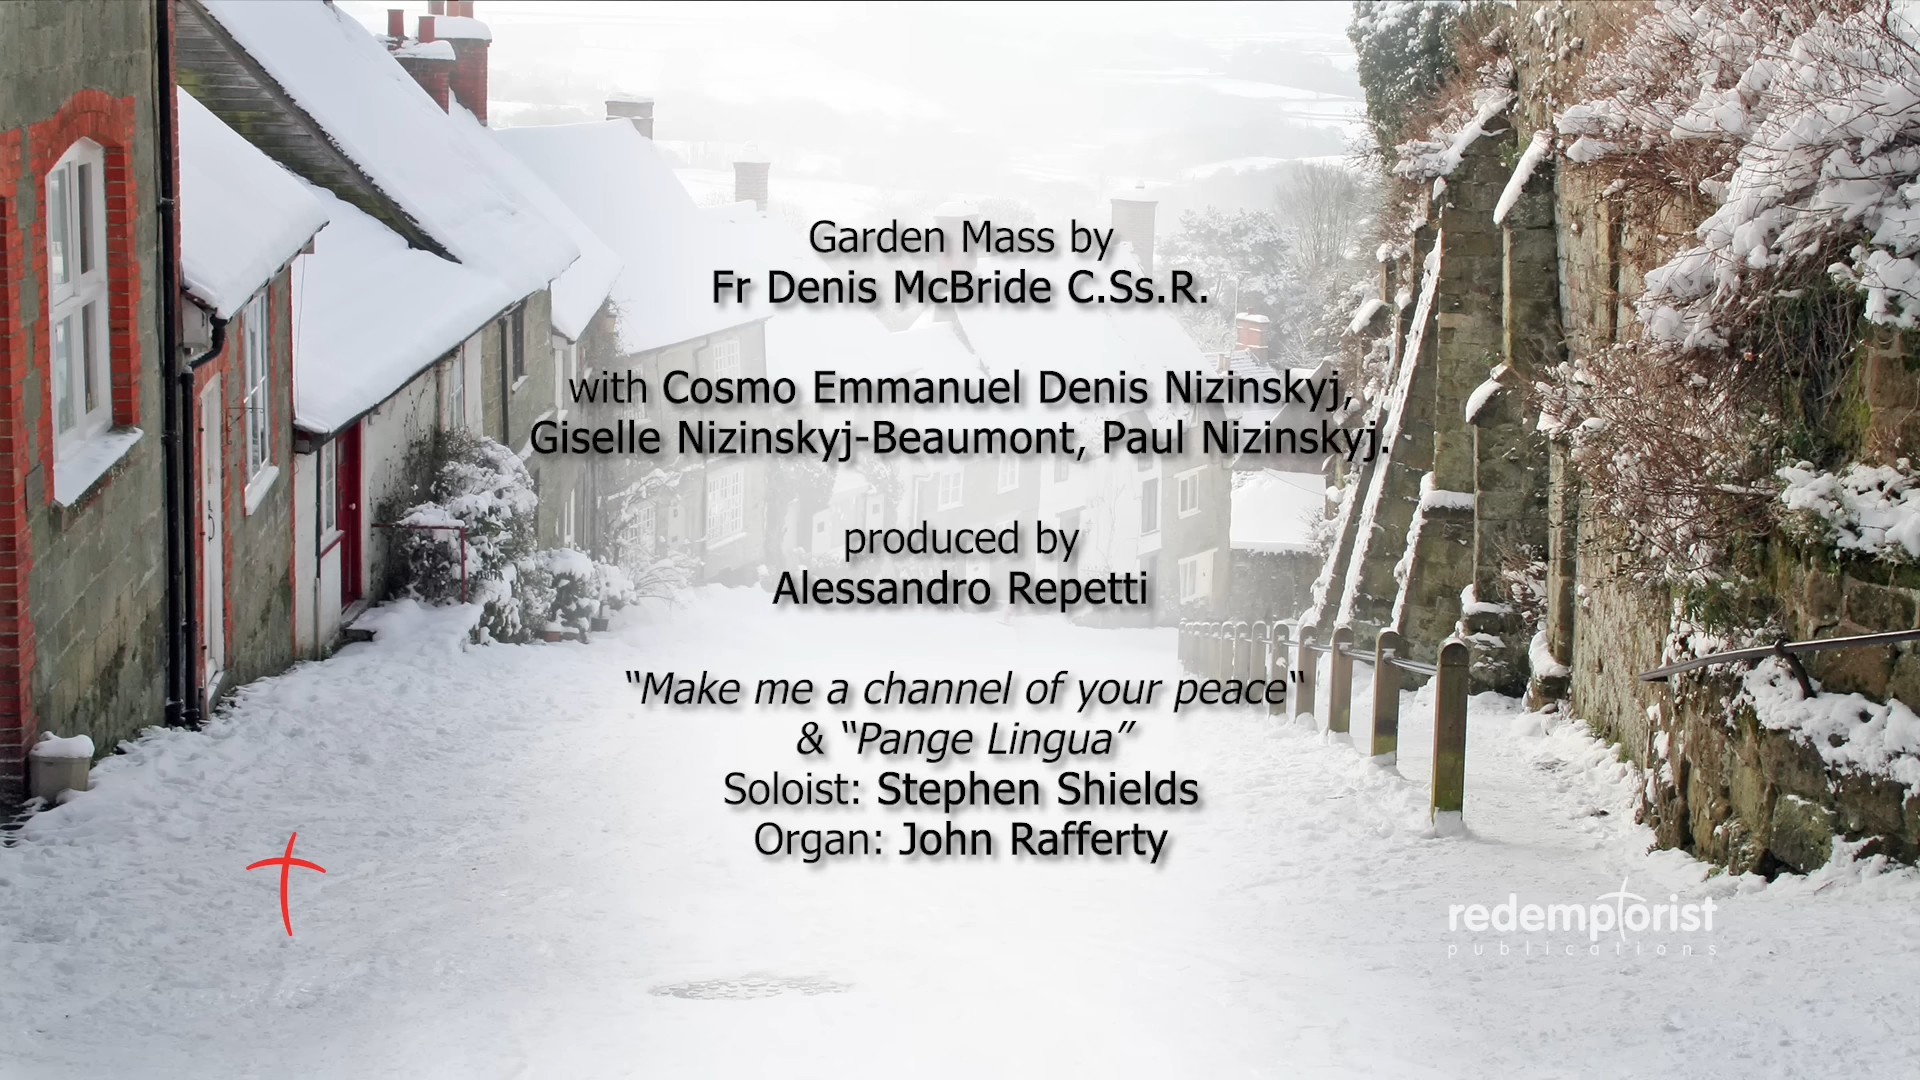 Garden Mass by
Fr Denis McBride C.Ss.R.
with Cosmo Emmanuel Denis Nizinskyj,
Giselle Nizinskyj-Beaumont, Paul Nizinskyj.
produced by
Alessandro Repetti
“Make me a channel of your peace“
& “Pange Lingua”
Soloist: Stephen Shields
Organ: John Rafferty
redemptorist
publications